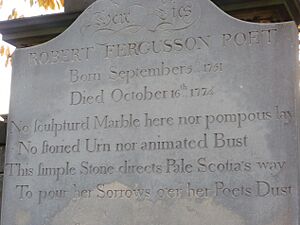 Here Lies
ROBERT FERGUSSON POET
Born September 5th 1751
Died October 16th 1774
No ſculptur'd Marble here nor pompous lay
No ſtoried Urn nor animated Bust
This ſimple Stone directs Pale Scotia's way
To pour her Sorrows o'er her Poets Dust